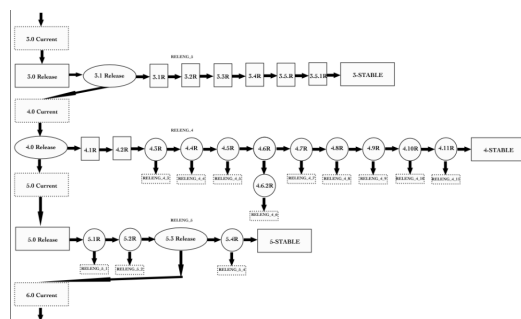 3.0 Current
RELENG_3
3.0 Release
3.1 Release
3.1R
3.2R
3.3R
3.4R
3.5.R
3.5.1R
3-STABLE
4.0 Current
RELENG_4
4.0 Release
4.1R
4.2R
4.3R
4.4R
4.5R
4.6R
4.7R
4.8R
4.9R
4.10R
4.11R
4-STABLE
RELENG_4_3
RELENG_4_4
RELENG_4_5
4.6.2R
RELENG_4_7
RELENG_4_8
RELENG_4_9
RELENG_4_10
RELENG_4_11
5.0 Current
RELENG_4_6
RELENG_5
5.0 Release
5.1R
5.2R
5.3 Release
5.4R
5-STABLE
RELENG_5_1
RELENG_5_2
RELENG_5_4
6.0 Current